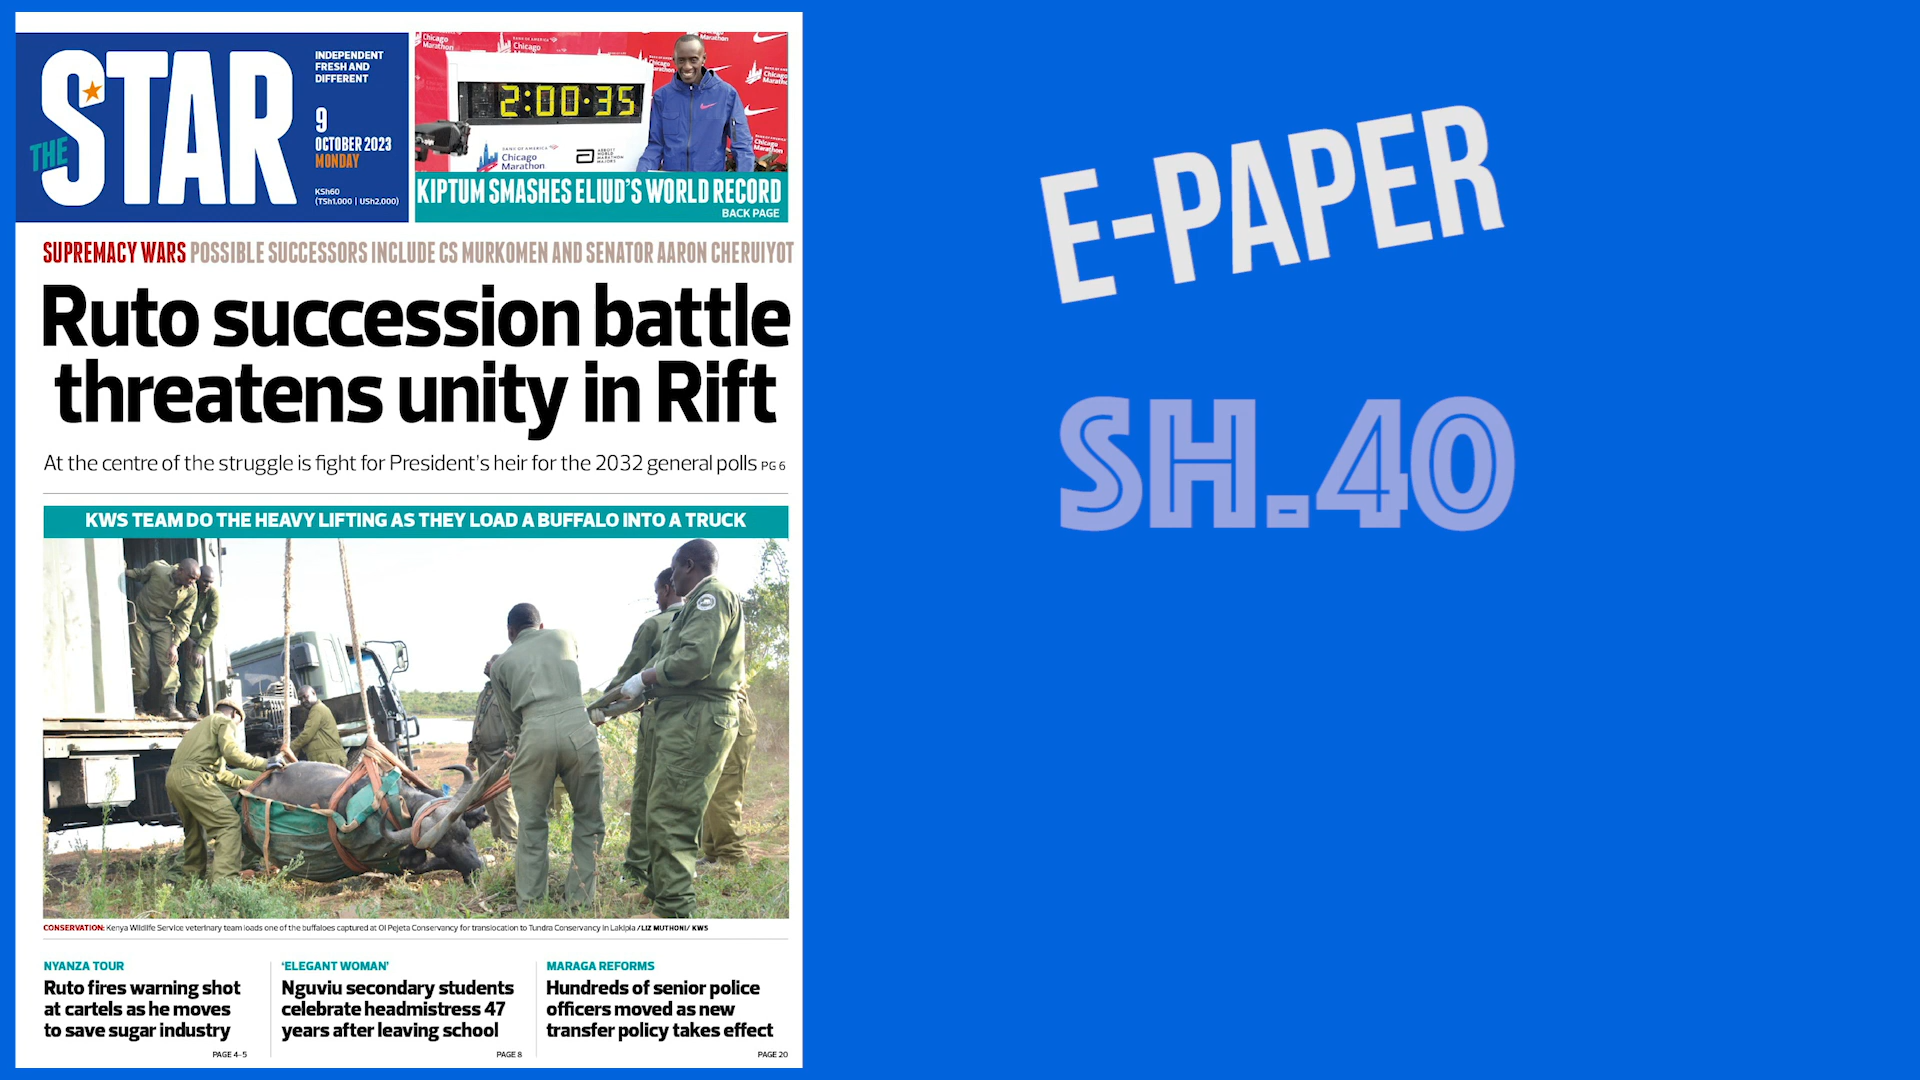 THE STAR
INDEPENDENT
FRESH AND
DIFFERENT
9
OCTOBER 2023
MONDAY
KSh60
(TSh1,000 | USh2,000)
2:00:35
Chicago
Marathon
KIPTUM SMASHES ELIUD'S WORLD RECORD
BACK PAGE
SUPREMACY WARS POSSIBLE SUCCESSORS INCLUDE CS MURKOMEN AND SENATOR AARON CHERUIYOT
Ruto succession battle
threatens unity in Rift
At the centre of the struggle is fight for President's heir for the 2032 general polls PG 6
KWS TEAM DO THE HEAVY LIFTING AS THEY LOAD A BUFFALO INTO A TRUCK
CONSERVATION: Kenya Wildlife Service veterinary team loads one of the buffaloes captured at Ol Pejeta Conservancy for translocation to Tundra Conservancy in Lakipia /LIZ MUTHONI/ KWS
NYANZA TOUR
Ruto fires warning shot
at cartels as he moves
to save sugar industry
PAGE 4-5
'ELEGANT WOMAN'
Nguviu secondary students
celebrate headmistress 47
years after leaving school
PAGE 8
MARAGA REFORMS
Hundreds of senior police
officers moved as new
transfer policy takes effect
PAGE 20
E-PAPER
SH.40